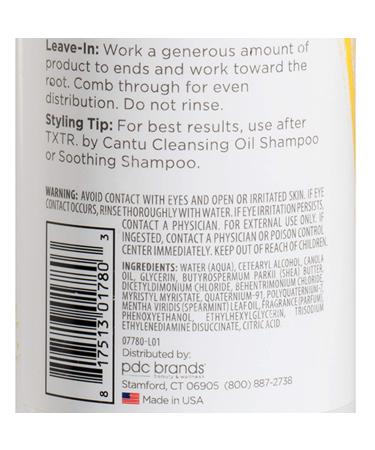 Leave-In: Work a generous amount of
product to ends and work toward the
root. Comb through for even
distribution. Do not rinse.
Styling Tip: For best results, use after
TXTR. by Cantu Cleansing Oil Shampoo
or Soothing Shampoo.
WARNING: AVOID CONTACT WITH EYES AND OPEN OR IRRITATED SKIN. IF EYE
CONTACT OCCURS, RINSE THOROUGHLY WITH WATER. IF EYE IRRITATION PERSISTS,
CONTACT A PHYSICIAN. FOR EXTERNAL USE ONLY. IF
INGESTED, CONTACT A PHYSICIAN OR POISON CONTROL
CENTER IMMEDIATELY. KEEP OUT OF REACH OF CHILDREN.
INGREDIENTS: WATER (AQUA), CETEARYL ALCOHOL, CANOLA
OIL, GLYCERIN, BUTYROSPERMUM PARKII (SHEA) BUTTER,
DICETYLDIMONIUM CHLORIDE, BEHENTRIMONIUM CHLORIDE,
MYRISTYL MYRISTATE, QUATERNIUM-91, POLYQUATERNIUM-
MENTHA VIRIDIS (SPEARMINT) LEAF OIL, FRAGRANCE (PARFUM),
PHENOXYETHANOL, ETHYLHEXYLGLYCERIN, TRISODIUM
ETHYLENEDIAMINE DISUCCINATE, CITRIC ACID.
07780-L01
Distributed by:
pdc brands
beauty & wellness
Stamford, CT 06905 (800) 887-2738
Made in USA
8 17513 01780 3